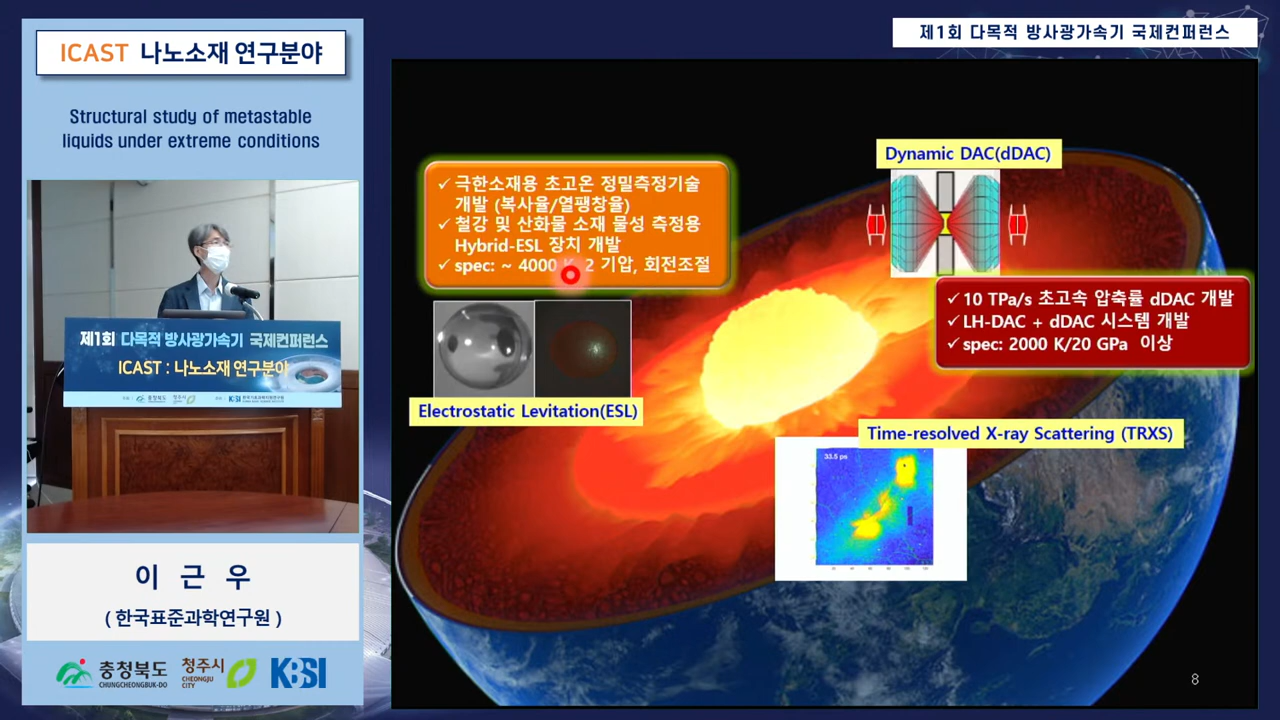 ICAST 나노소재 연구분야
Structural study of metastable
liquids under extreme conditions
제1회 다목적 방사광가속기 국제컨퍼런스
ICAST : 나노소재 연구분야
충청북도
청주시
KBSI
이 근 우
( 한국표준과학연구원 )
충청북도
CHUNGCHEONGBUK-DO
청주시
CHEONGJU
CITY
KBSI
제1회 다목적 방사광가속기 국제컨퍼런스
✓ 극한소재용 초고온 정밀측정기술
개발 (복사율/열팽창율)
✓ 철강 및 산화물 소재 물성 측정용
Hybrid-ESL 장치 개발
✓ spec: ~ 4000 K, 2 기압, 회전조절
Electrostatic Levitation(ESL)
Dynamic DAC(dDAC)
✓ 10 TPa/s 초고속 압축률 dDAC 개발
✓ LH-DAC + dDAC 시스템 개발
✓ spec: 2000 K/20 GPa 이상
Time-resolved X-ray Scattering (TRXS)
33.5 ps
8